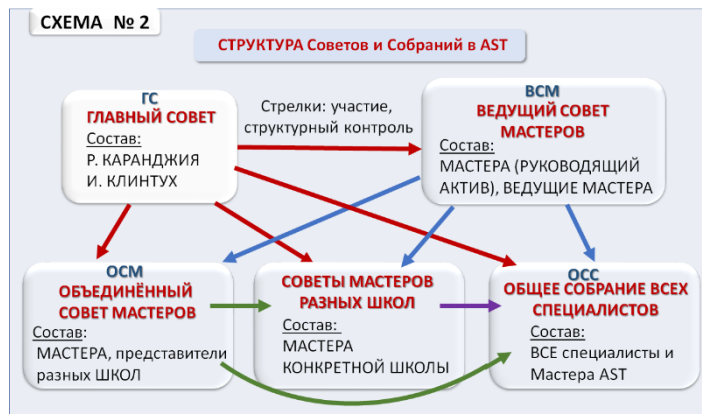 СХЕМА № 2
СТРУКТУРА Советов и Собраний в AST
ГС
ГЛАВНЫЙ СОВЕТ
Состав:
Р. КАРАНДЖИЯ
И. КЛИНТУХ
Стрелки: участие,
структурный контроль
ВСМ
ВЕДУЩИЙ СОВЕТ
МАСТЕРОВ
Состав:
МАСТЕРА (РУКОВОДЯЩИЙ
АКТИВ), ВЕДУЩИЕ МАСТЕРА
ОСМ
ОБЪЕДИНЁННЫЙ
СОВЕТ МАСТЕРОВ
Состав:
МАСТЕРА, представители
разных ШКОЛ
СОВЕТЫ МАСТЕРОВ
РАЗНЫХ ШКОЛ
Состав:
МАСТЕРА
КОНКРЕТНОЙ ШКОЛЫ
ОСС
ОБЩЕЕ СОБРАНИЕ ВСЕХ
СПЕЦИАЛИСТОВ
Состав:
ВСЕ специалисты и
Мастера AST